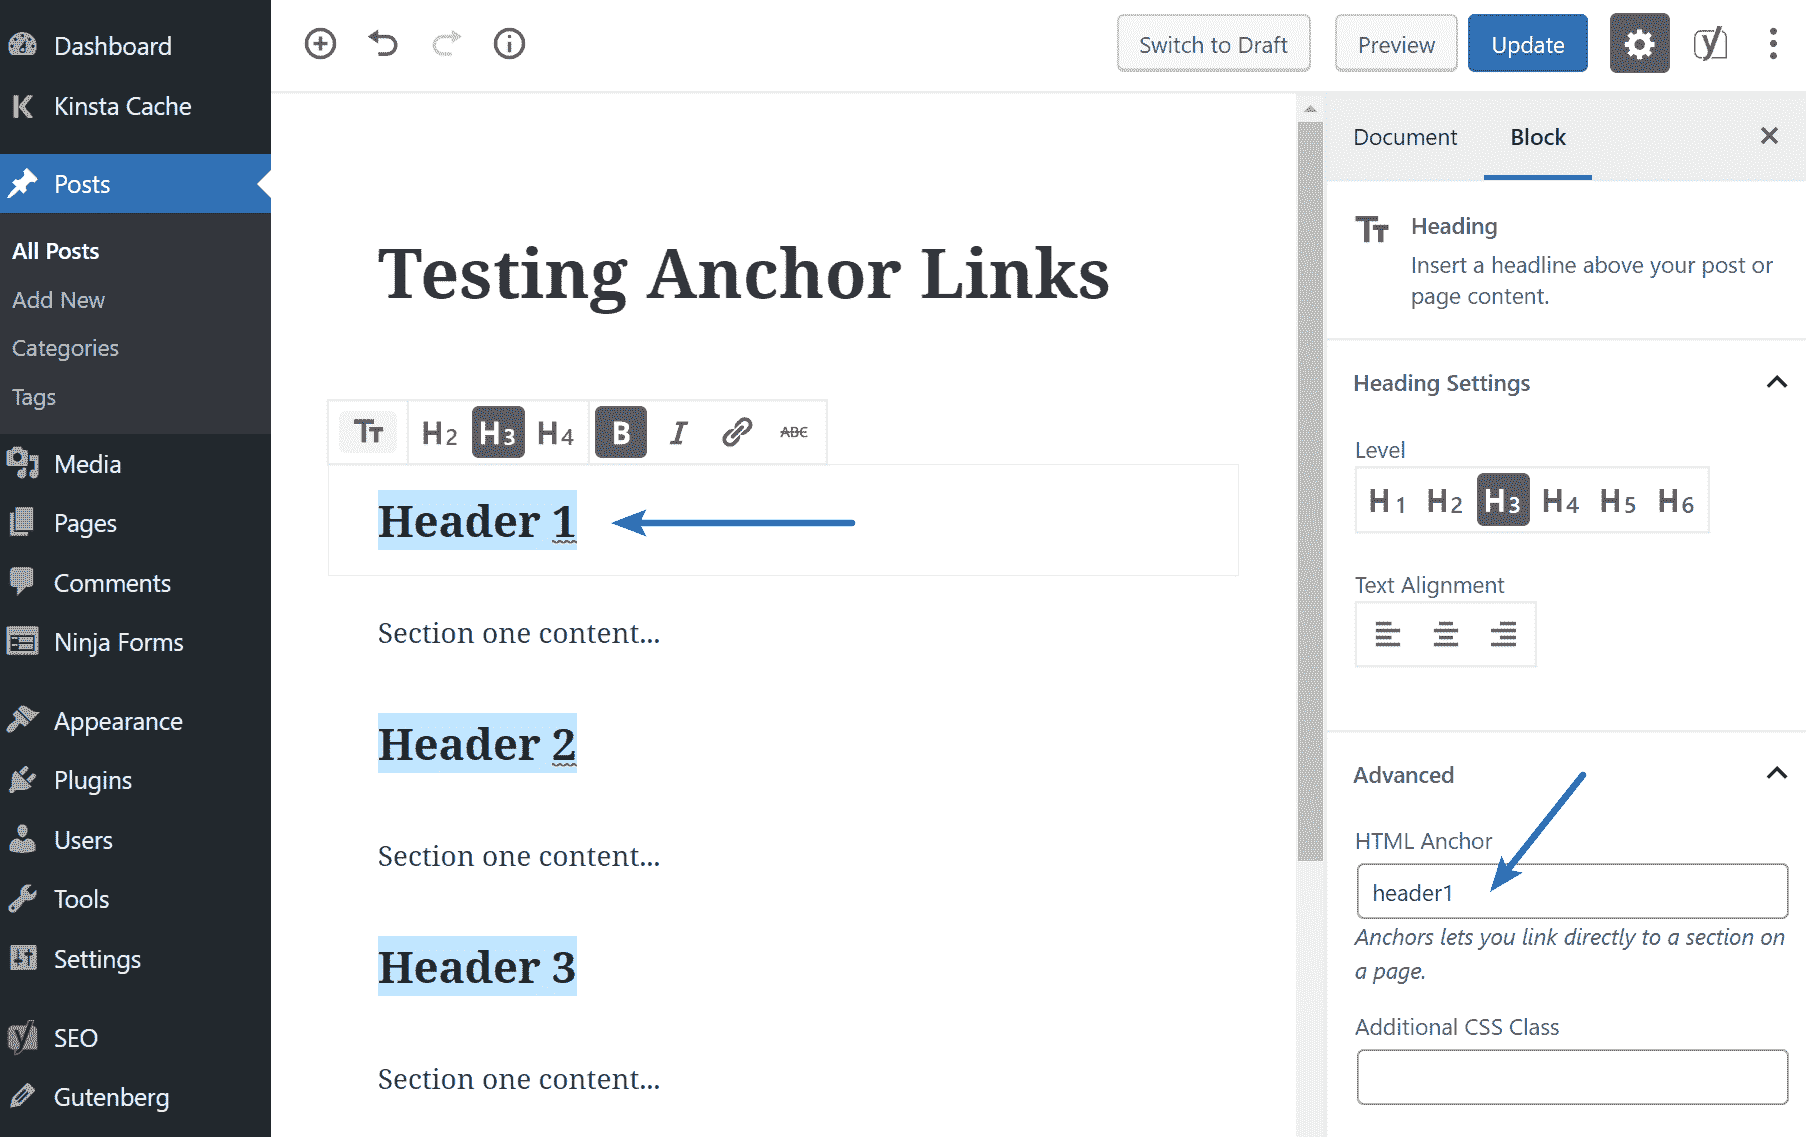 Dashboard
Kinsta Cache
Posts
All Posts
Add New
Categories
Tags
Media
Pages
Comments
Ninja Forms
Appearance
Plugins
Users
Tools
Settings
SEO
Gutenberg
Switch to Draft
Preview
Update
Testing Anchor Links
H2 H3 H4 B I ABC
Header 1
Section one content...
Header 2
Section one content...
Header 3
Section one content...
Document
Block
Heading
Insert a headline above your post or
page content.
Heading Settings
Level
H1 H2 H3 H4 H5 H6
Text Alignment
Advanced
HTML Anchor
header1
Anchors lets you link directly to a section on
a page.
Additional CSS Class